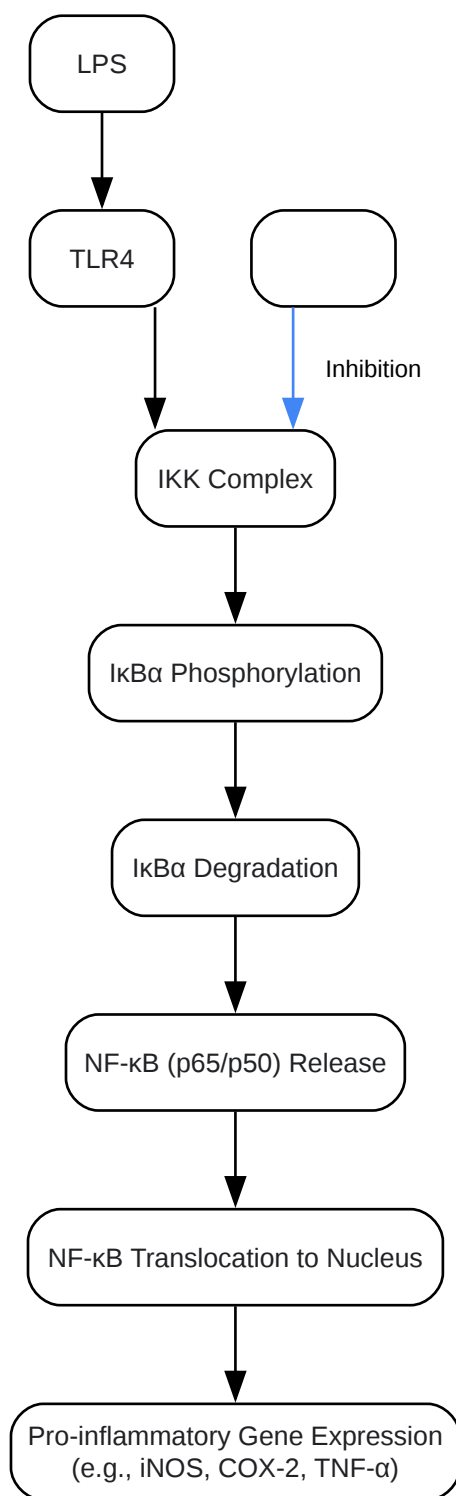 LPS
TLR4
Inhibition
IKK Complex
IκBα Phosphorylation
IκBα Degradation
NF-κB (p65/p50) Release
NF-κB Translocation to Nucleus
Pro-inflammatory Gene Expression
(e.g., iNOS, COX-2, TNF-α)